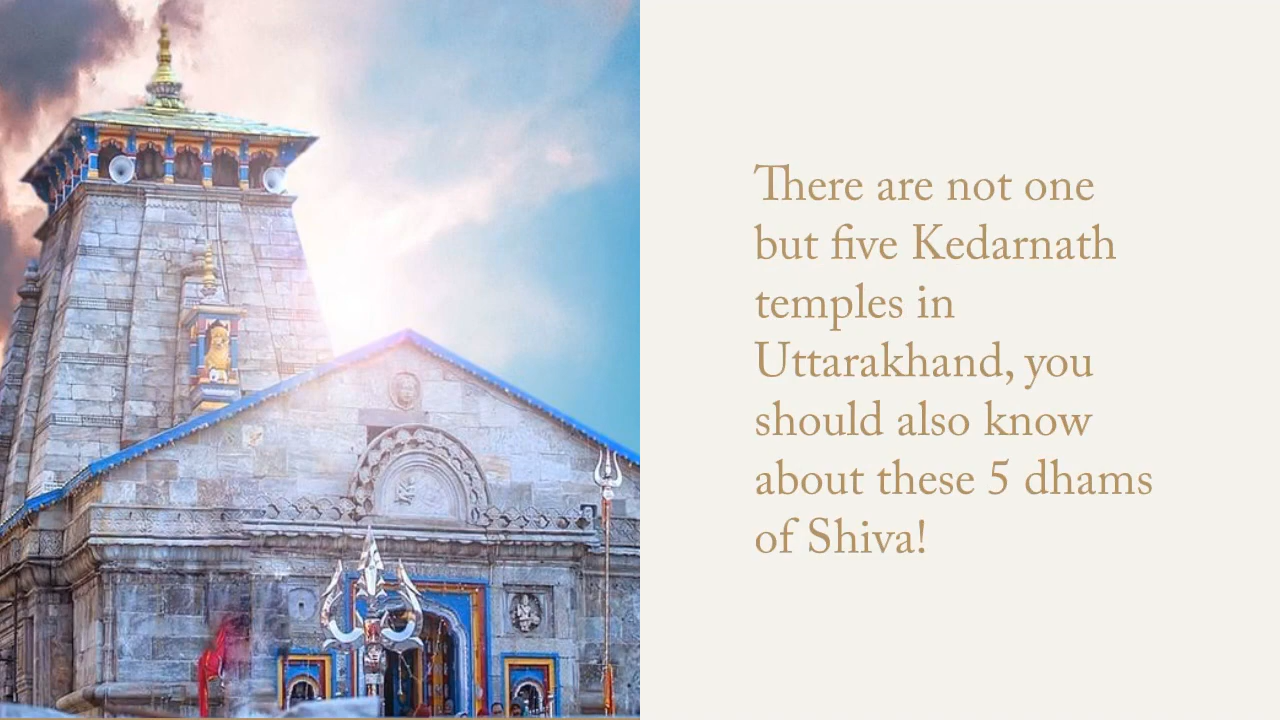 There are not one
but five Kedarnath
temples in
Uttarakhand, you
should also know
about these 5 dhams
of Shiva!